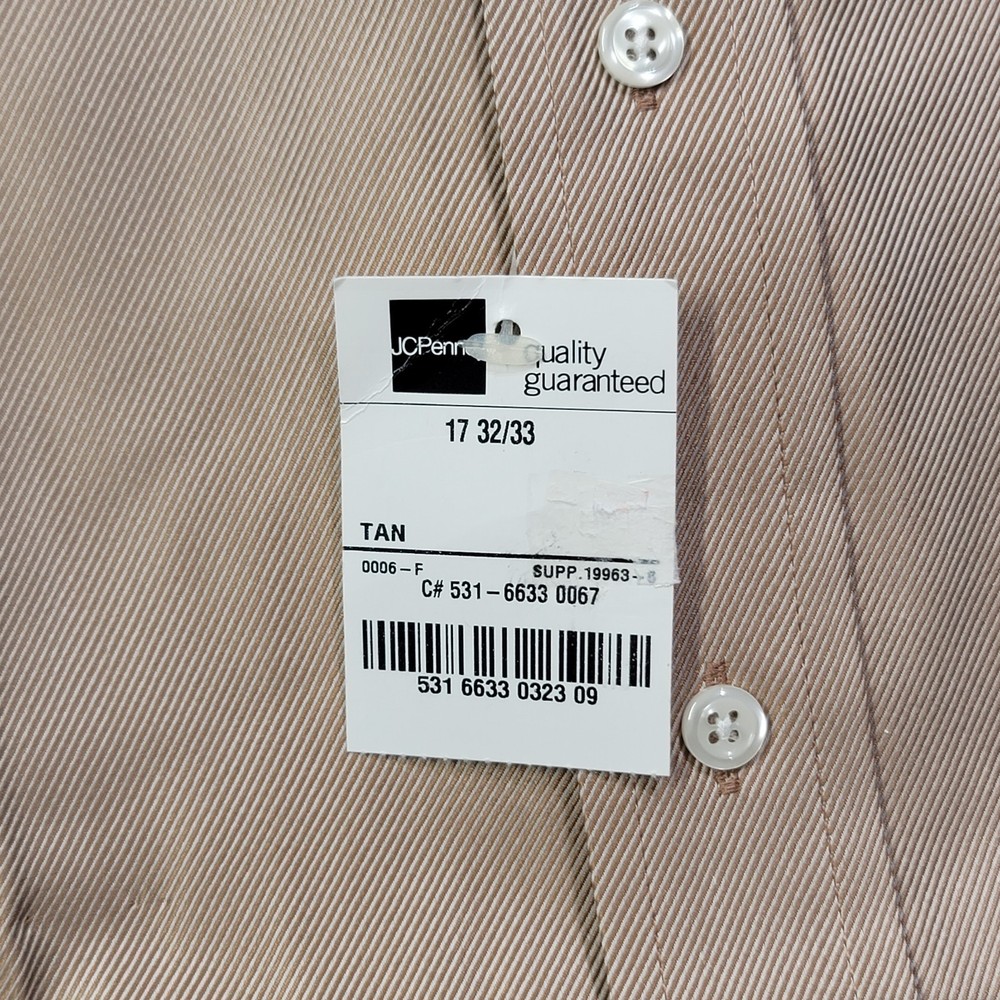 JCPenn
quality
guaranteed
17 32/33
TAN
0006-F SUPP.19963-
C# 531-6633 0067
531 6633 0323 09